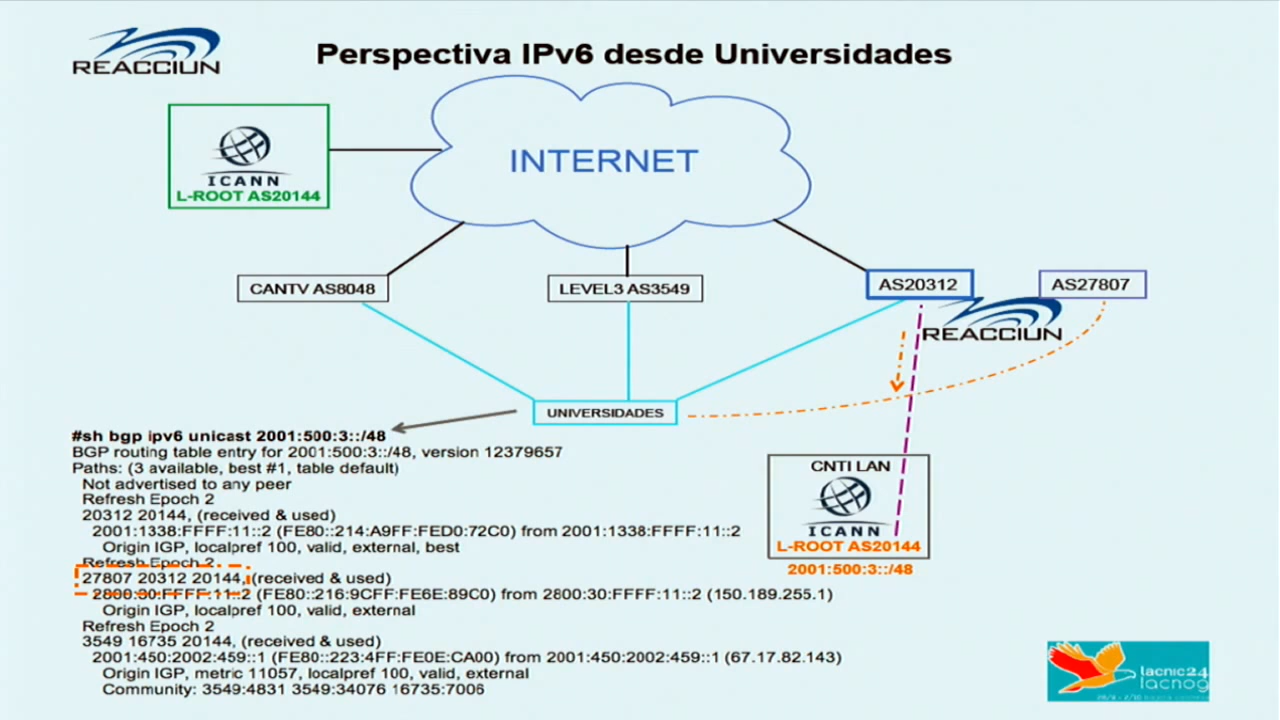 REACCIUN
Perspectiva IPv6 desde Universidades
INTERNET
ICANN
L-ROOT AS20144
CANTV AS8048
LEVEL3 AS3549
AS20312
AS27807
REACCIUN
UNIVERSIDADES
#sh bgp ipv6 unicast 2001:500:3::/48
BGP routing table entry for 2001:500:3::/48, version 12379657
Paths: (3 available, best #1, table default)
Not advertised to any peer
Refresh Epoch 2
20312 20144, (received & used)
2001:1338:FFFF:11::2 (FE80::214:A9FF:FED0:72C0) from 2001:1338:FFFF:11::2
Origin IGP, localpref 100, valid, external, best
Refresh Epoch 2
27807 20312 20144, (received & used)
2800:30:FFFF:11::2 (FE80::216:9CFF:FE6E:89C0) from 2800:30:FFFF:11::2 (150.189.255.1)
Origin IGP, localpref 100, valid, external
Refresh Epoch 2
3549 16735 20144, (received & used)
2001:450:2002:459::1 (FE80::223:4FF:FE0E:CA00) from 2001:450:2002:459::1 (67.17.82.143)
Origin IGP, metric 11057, localpref 100, valid, external
Community: 3549:4831 3549:34076 16735:7006
CNTI LAN
ICANN
L-ROOT AS20144
2001:500:3::/48
lacnic24
lacnog